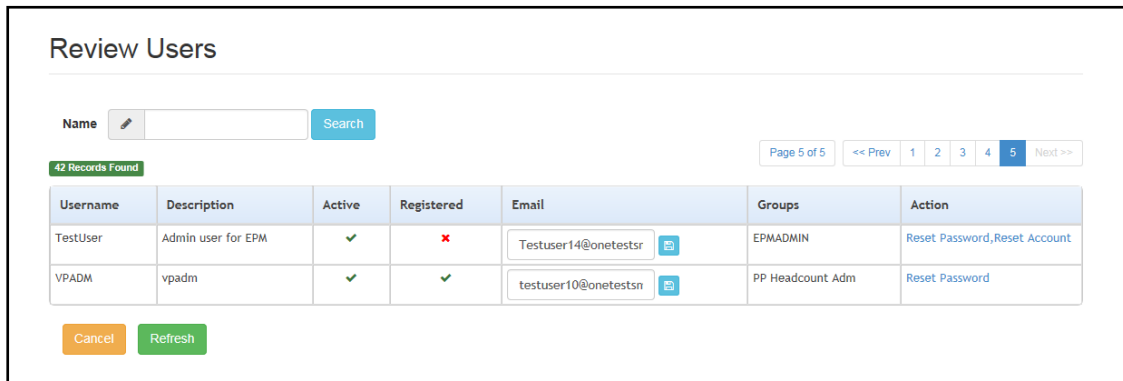 Review Users
Name Search
Page 5 of 5 << Prev 1 2 3 4 5 Next >>
42 Records Found
Username Description Active Registered Email Groups Action
TestUser Admin user for EPM Testuser14@onetestsr EPMADMIN Reset Password,Reset Account
VPADM vpadm testuser10@onetestsn PP Headcount Adm Reset Password
Cancel Refresh